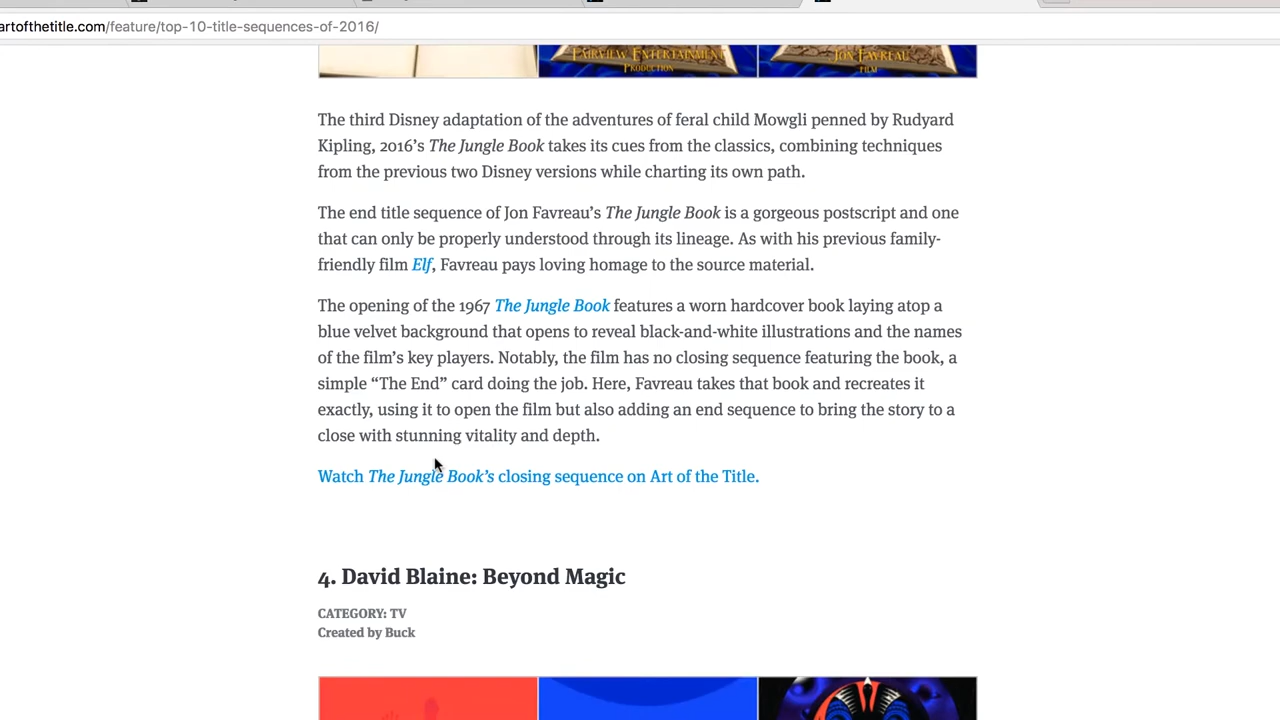 artofthetitle.com/feature/top-10-title-sequences-of-2016/
FAIRVIEW ENTERTAINMENT
PRODUCTION
JON FAVREAU
FILM
The third Disney adaptation of the adventures of feral child Mowgli penned by Rudyard
Kipling, 2016’s The Jungle Book takes its cues from the classics, combining techniques
from the previous two Disney versions while charting its own path.
The end title sequence of Jon Favreau’s The Jungle Book is a gorgeous postscript and one
that can only be properly understood through its lineage. As with his previous family-
friendly film Elf, Favreau pays loving homage to the source material.
The opening of the 1967 The Jungle Book features a worn hardcover book laying atop a
blue velvet background that opens to reveal black-and-white illustrations and the names
of the film’s key players. Notably, the film has no closing sequence featuring the book, a
simple “The End” card doing the job. Here, Favreau takes that book and recreates it
exactly, using it to open the film but also adding an end sequence to bring the story to a
close with stunning vitality and depth.
Watch The Jungle Book’s closing sequence on Art of the Title.
4. David Blaine: Beyond Magic
CATEGORY: TV
Created by Buck